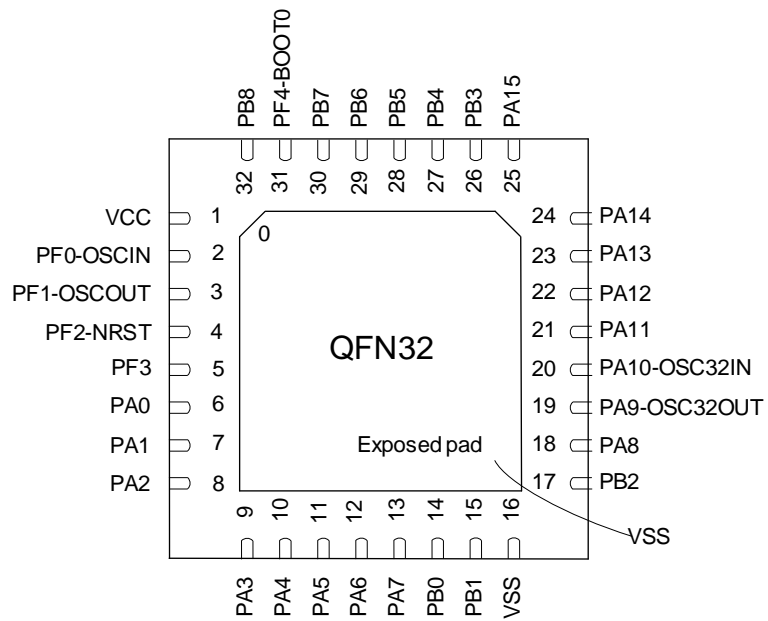 PB8
PF4-BOOT0
PB7
PB6
PB5
PB4
PB3
PA15
32
31
30
29
28
27
26
25
VCC 1
PF0-OSCIN 2
PF1-OSCOUT 3
PF2-NRST 4
PF3 5
PA0 6
PA1 7
PA2 8
0
QFN32
Exposed pad
24 PA14
23 PA13
22 PA12
21 PA11
20 PA10-OSC32IN
19 PA9-OSC32OUT
18 PA8
17 PB2
VSS
9
10
11
12
13
14
15
16
PA3
PA4
PA5
PA6
PA7
PB0
PB1
VSS